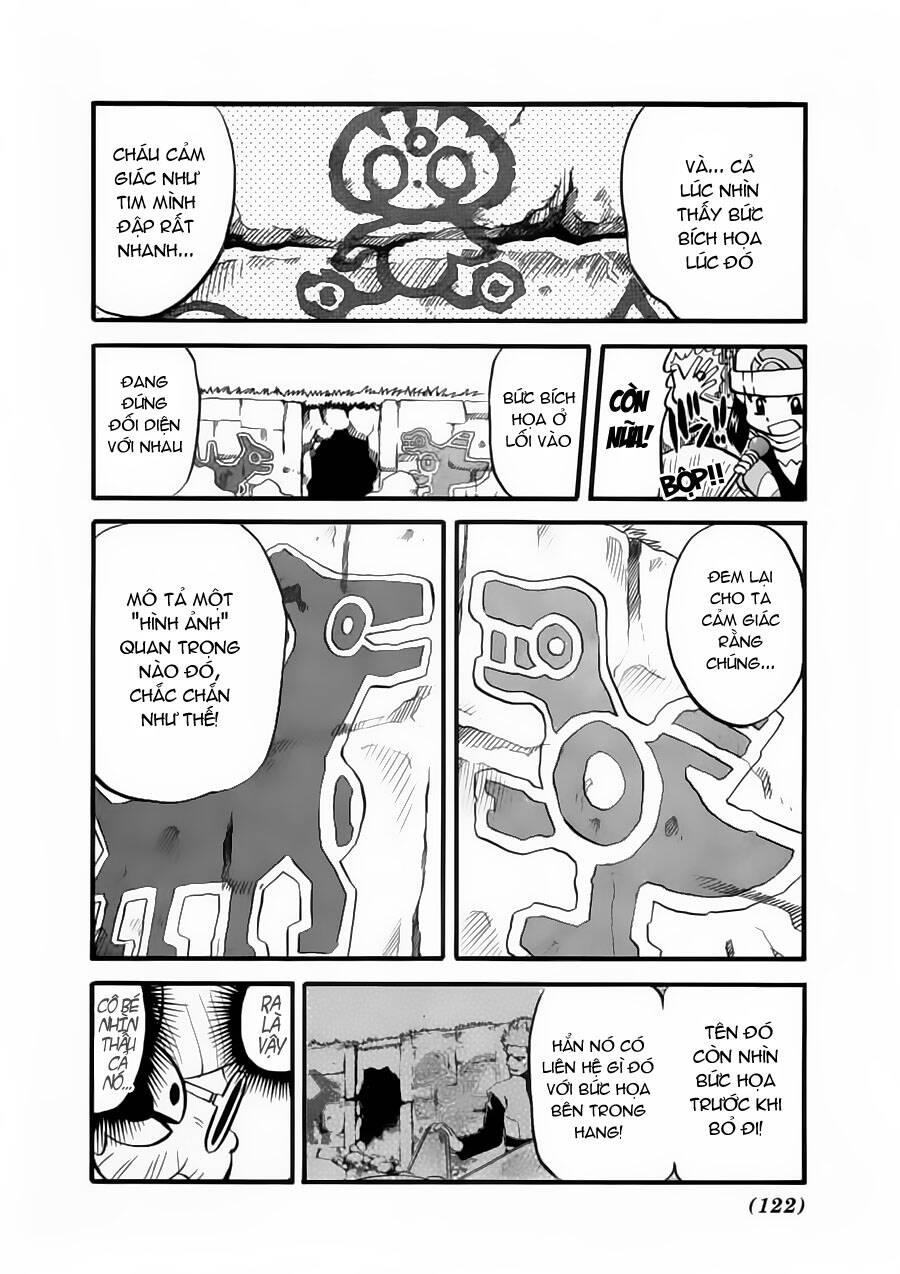 VÀ... CẢ
LÚC NHÌN
THẤY BỨC
BÍCH HỌA
LÚC ĐÓ
CHÁU CẢM
GIÁC NHƯ
TIM MÌNH
ĐẬP RẤT
NHANH...
CÒN
NỮA!
BỘP!!
BỨC BÍCH
HỌA Ở
LỐI VÀO
ĐANG
ĐỨNG
ĐỐI DIỆN
VỚI NHAU
ĐEM LẠI
CHO TA
CẢM GIÁC
RẰNG
CHÚNG...
MÔ TẢ MỘT
"HÌNH ẢNH"
QUAN TRỌNG
NÀO ĐÓ,
CHẮC CHẮN
NHƯ THẾ!
TÊN ĐÓ
CÒN NHÌN
BỨC HỌA
TRƯỚC KHI
BỎ ĐI!
HẲN NÓ CÓ
LIÊN HỆ GÌ ĐÓ
VỚI BỨC HỌA
BÊN TRONG
HANG!
RA
LÀ
VẬY
CÔ BÉ
NHÌN
THẤU
CẢ
NÓ...
(122)